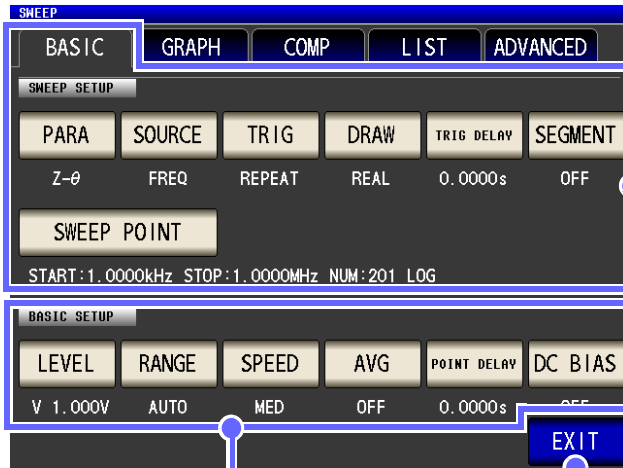 SWEEP
BASIC GRAPH COMP LIST ADVANCED
SWEEP SETUP
PARA SOURCE TRIG DRAW TRIG DELAY SEGMENT
Z-θ FREQ REPEAT REAL 0.0000s OFF
SWEEP POINT
START:1.0000kHz STOP:1.0000MHz NUM:201 LOG
BASIC SETUP
LEVEL RANGE SPEED AVG POINT DELAY DC BIAS
V 1.000V AUTO MED OFF 0.0000s OFF
EXIT